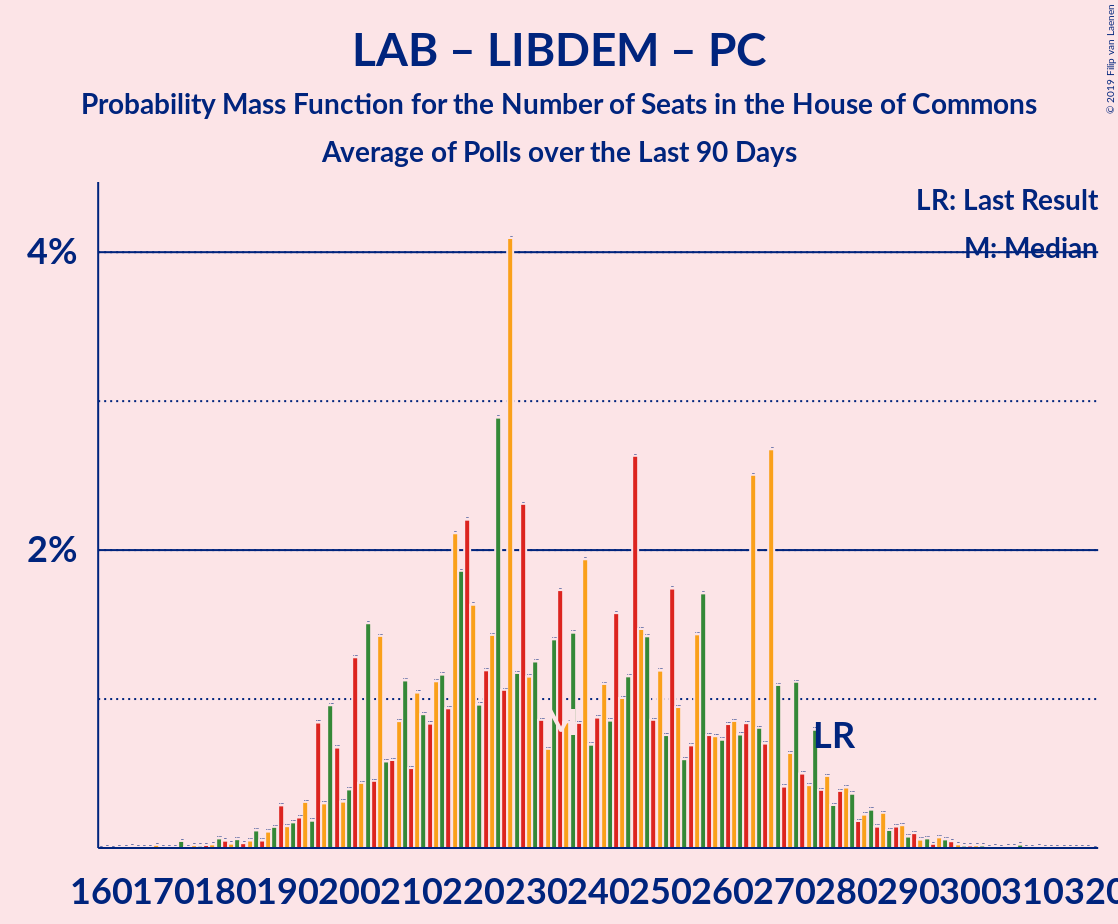 LAB – LIBDEM – PC
Probability Mass Function for the Number of Seats in the House of Commons
Average of Polls over the Last 90 Days
© 2019 Filip van Laenen
LR: Last Result
M: Median
4%
2%
M
LR
160 170 180 190 200 210 220 230 240 250 260 270 280 290 300 310 320